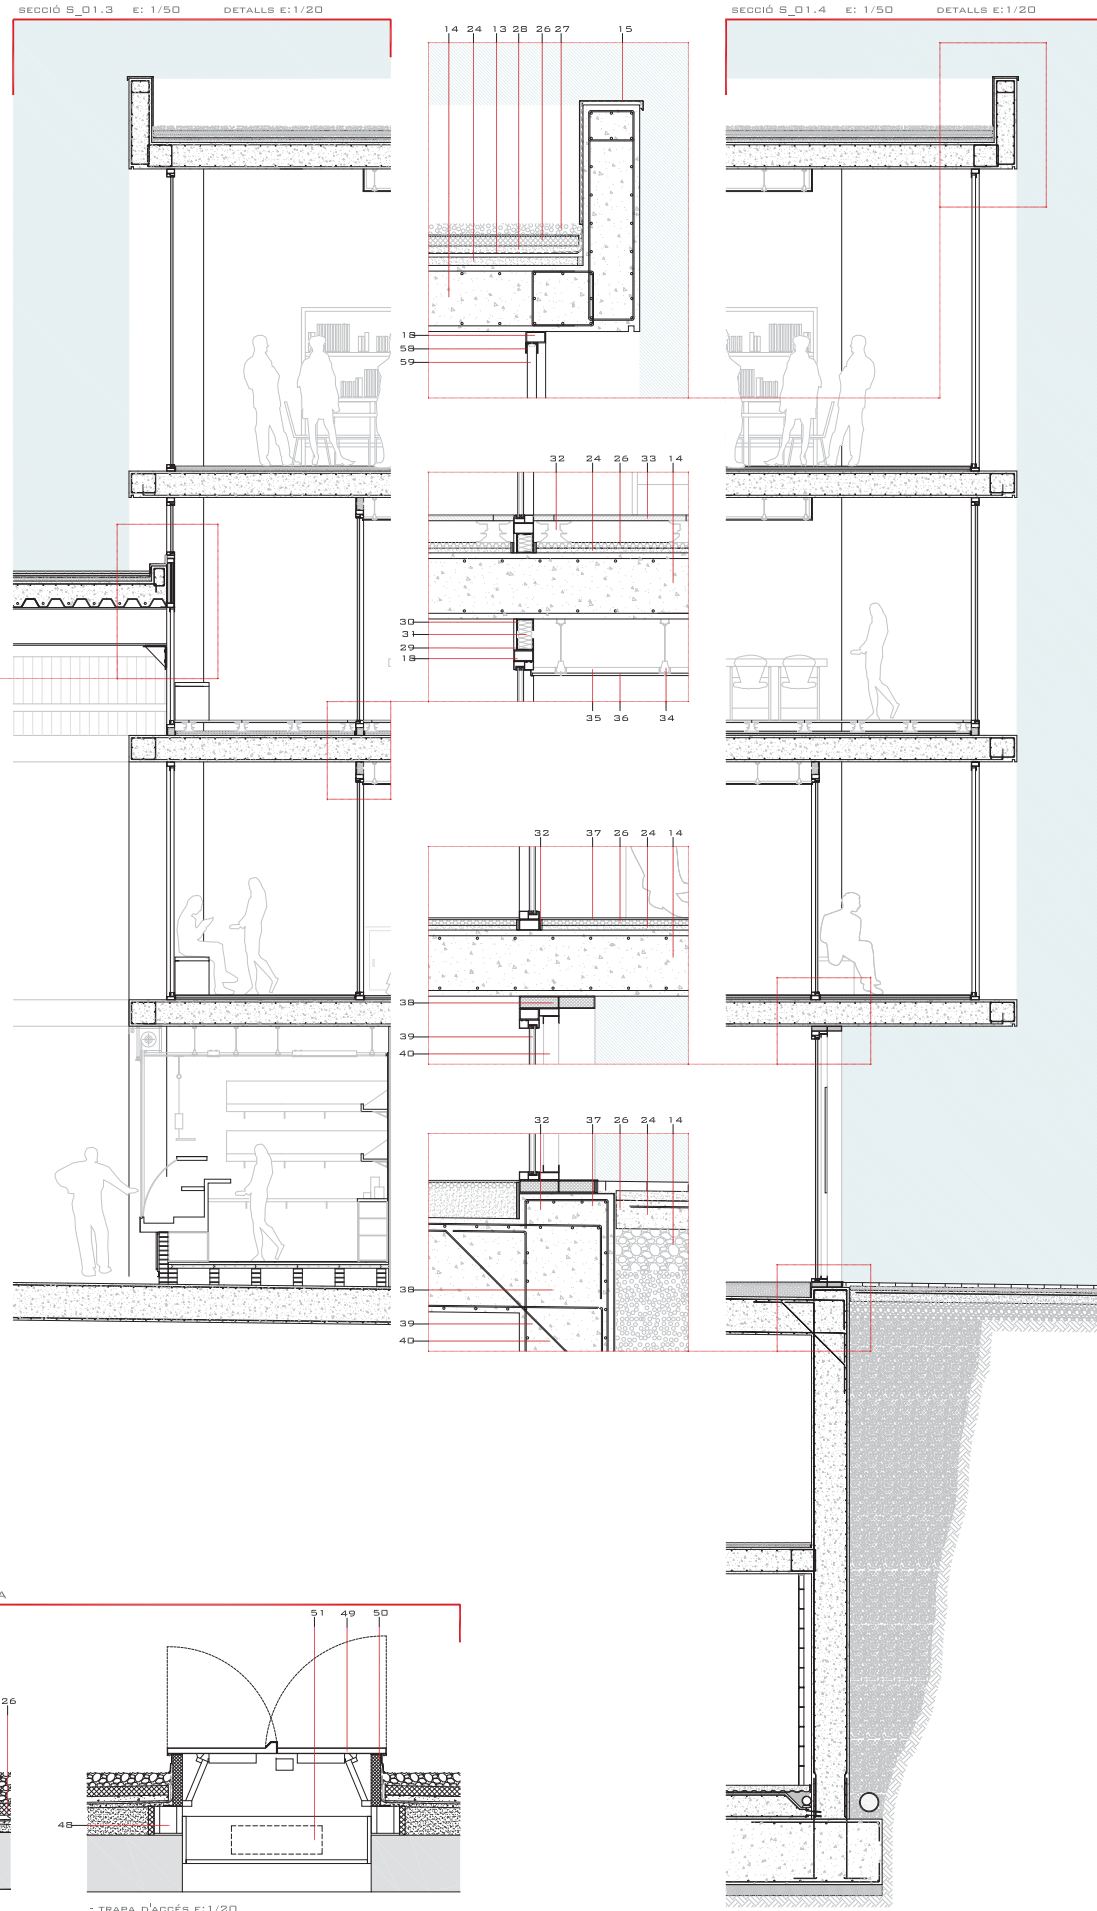 SECCIÓ S_01.3 E: 1/50 DETALLS E:1/20
SECCIÓ S_01.4 E: 1/50 DETALLS E:1/20
14 24 13 28 26 27 15
18
58
59
32 24 26 33 14
30
31
29
18
35 36 34
32 37 26 24 14
38
39
40
32 37 26 24 14
38
39
40
A
51 49 50
26
48
- TRAPA D'ACCÉS E:1/20